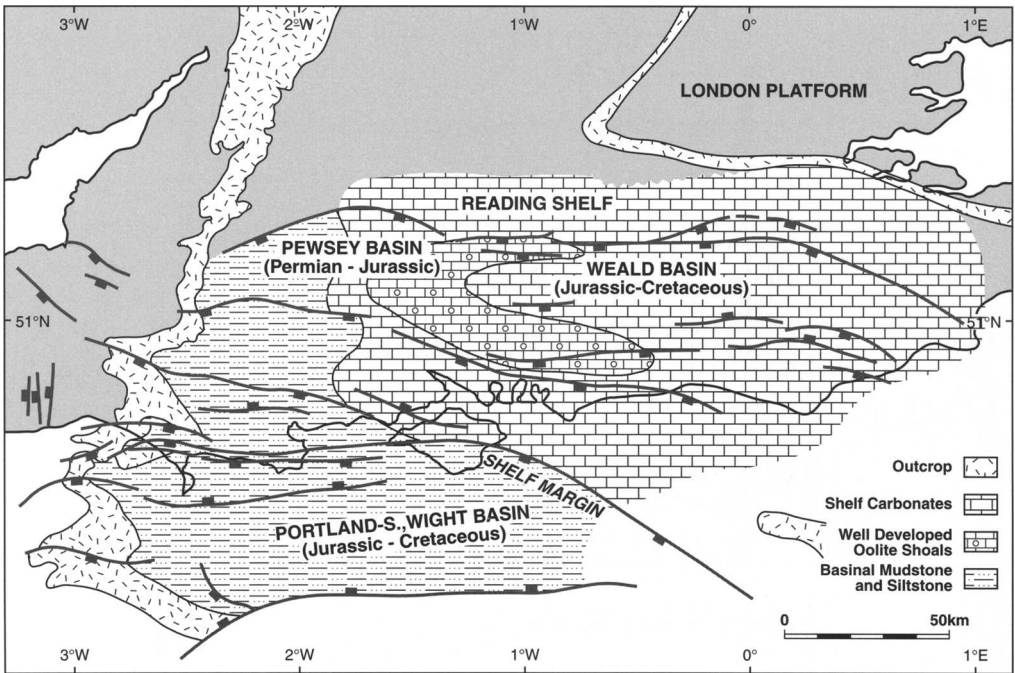 3°W 2°W 1°W 0° 1°E
LONDON PLATFORM
READING SHELF
PEWSEY BASIN
(Permian - Jurassic)
WEALD BASIN
(Jurassic-Cretaceous)
51°N 51°N
SHELF MARGIN
PORTLAND-S., WIGHT BASIN
(Jurassic - Cretaceous)
Outcrop
Shelf Carbonates
Well Developed
Oolite Shoals
Basinal Mudstone
and Siltstone
0 50km
3°W 2°W 1°W 0° 1°E